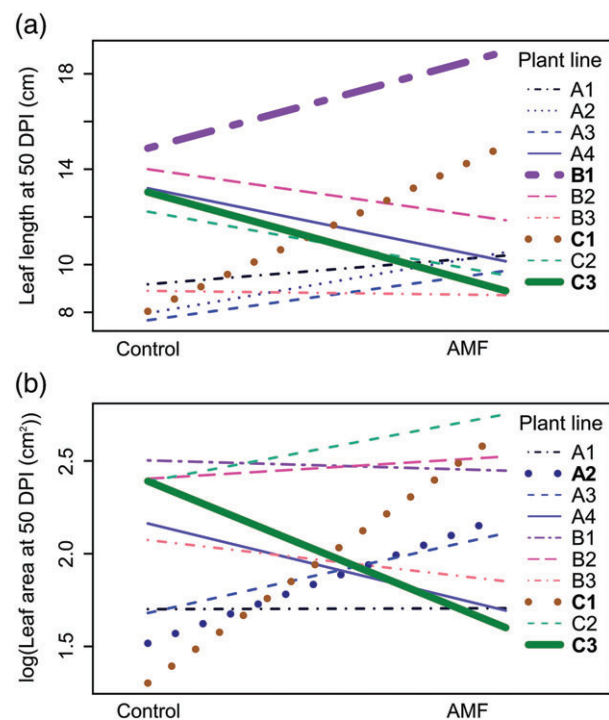 (a)
Leaf length at 50 DPI (cm)
18
14
10
8
Control
AMF
Plant line
A1
A2
A3
A4
B1
B2
B3
C1
C2
C3
(b)
log(Leaf area at 50 DPI (cm²))
2.5
2.0
1.5
Control
AMF
Plant line
A1
A2
A3
A4
B1
B2
B3
C1
C2
C3